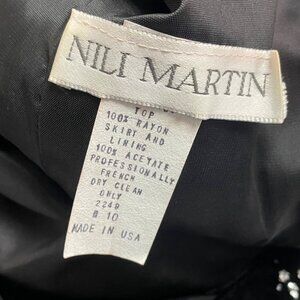 NILI MARTIN
TOP
100% RAYON
SKIRT AND
LINING
100% ACETATE
PROFESSIONALLY
FRENCH
DRY CLEAN
ONLY
224R
# 10
MADE IN USA